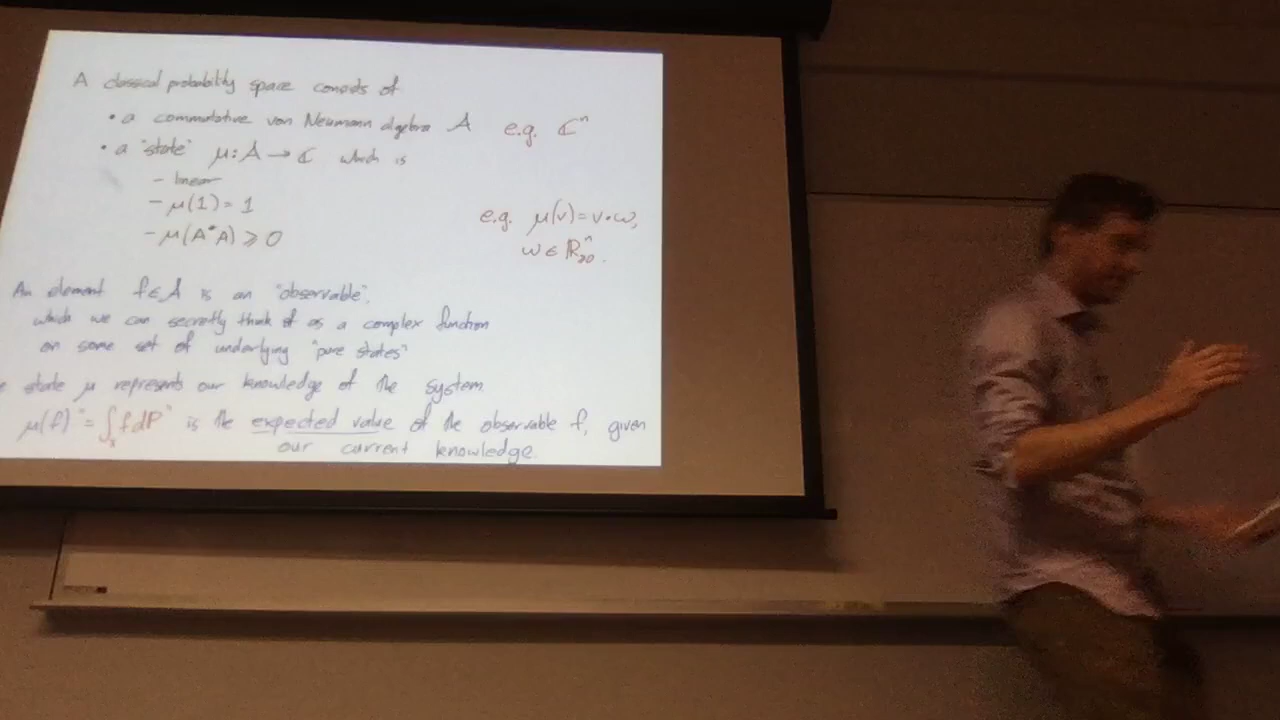 A classical probability space consists of
• a commutative von Neumann algebra A e.g. ℂⁿ
• a "state" μ: A → ℂ which is
- linear
- μ(1) = 1
- μ(A*A) ≥ 0
e.g. μ(v) = v•ω,
ω ∈ ℝⁿ≥0.
An element f ∈ A is an "observable",
which we can secretly think of as a complex function
on some set of underlying "pure states"
state μ represents our knowledge of the system.
μ(f) "= ∫ₓ f dP" is the expected value of the observable f, given
our current knowledge.